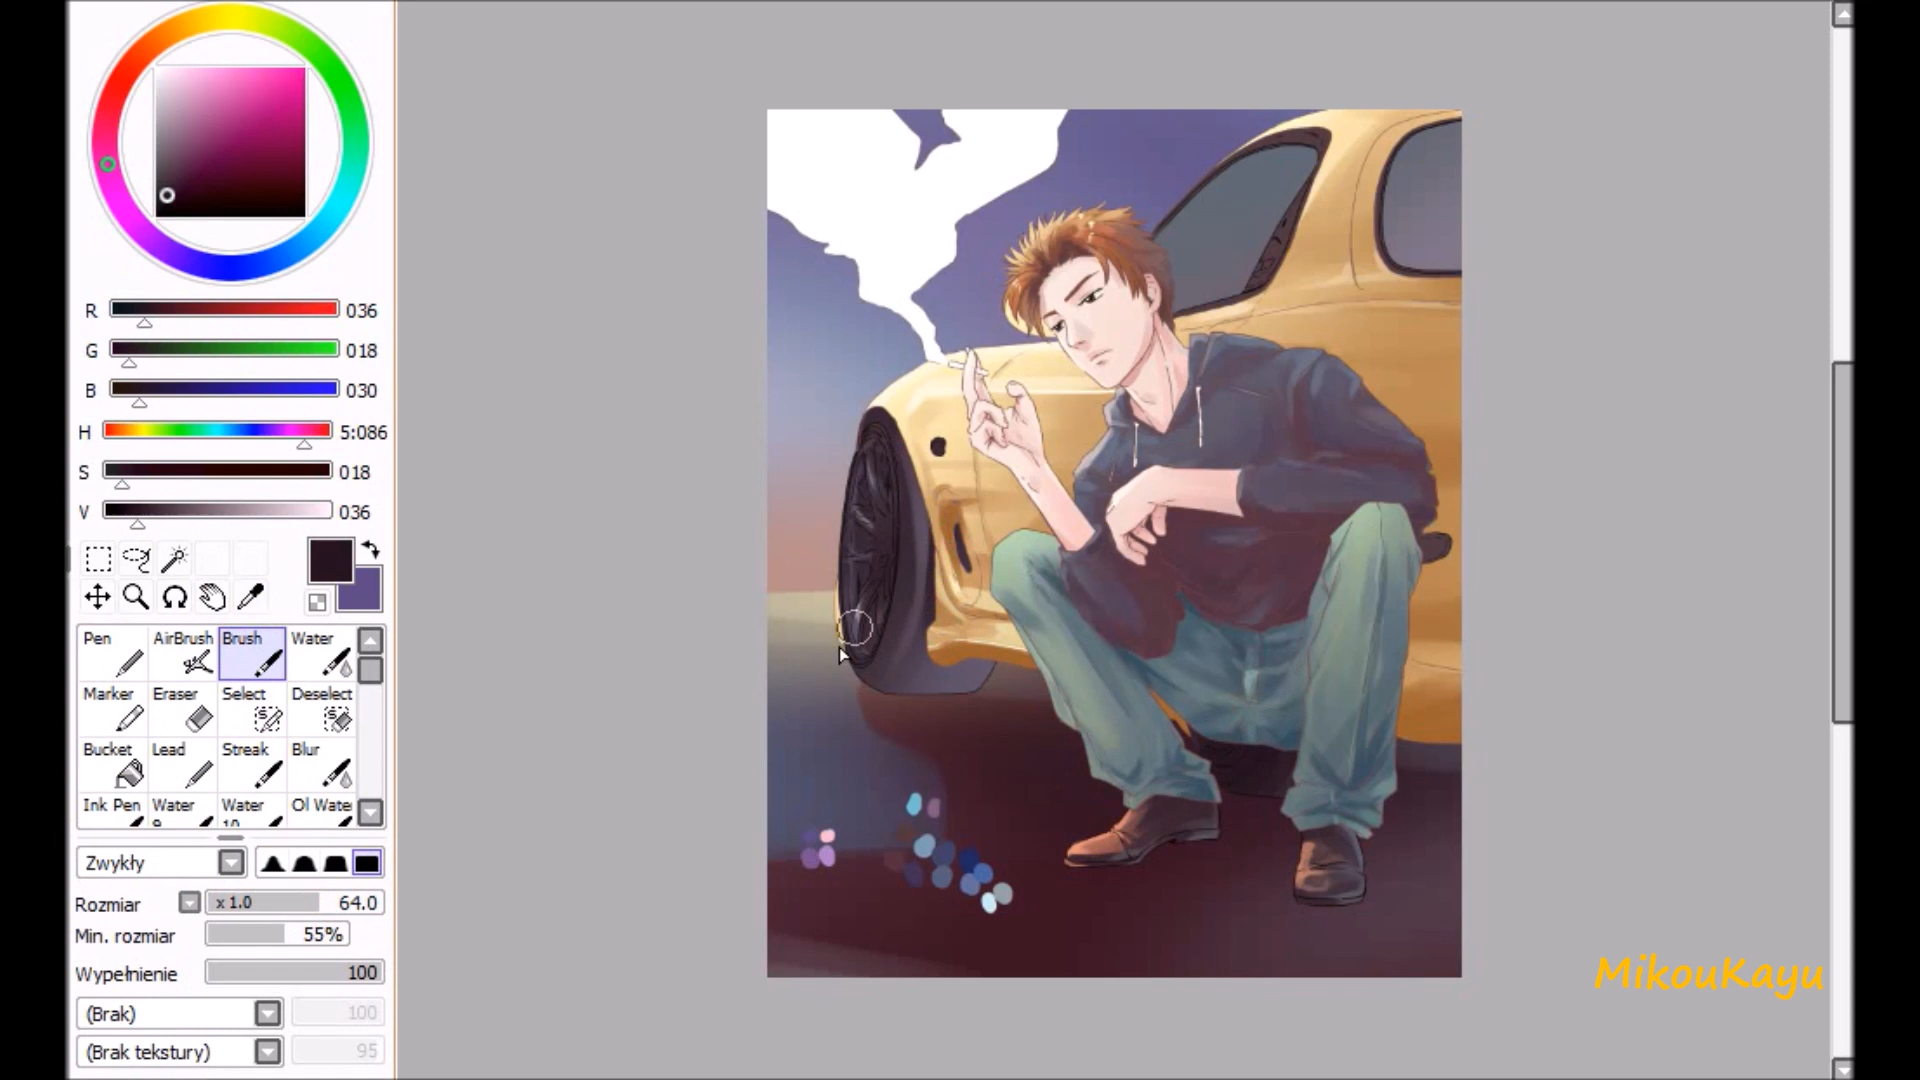 R 036
G 018
B 030
H 5:086
S 018
V 036
Pen AirBrush Brush Water
Marker Eraser Select Deselect
Bucket Lead Streak Blur
Ink Pen Water Water Ol Wate
9 10
Zwykły
Rozmiar x 1.0 64.0
Min. rozmiar 55%
Wypełnienie 100
(Brak) 100
(Brak tekstury) 95
MikouKayu